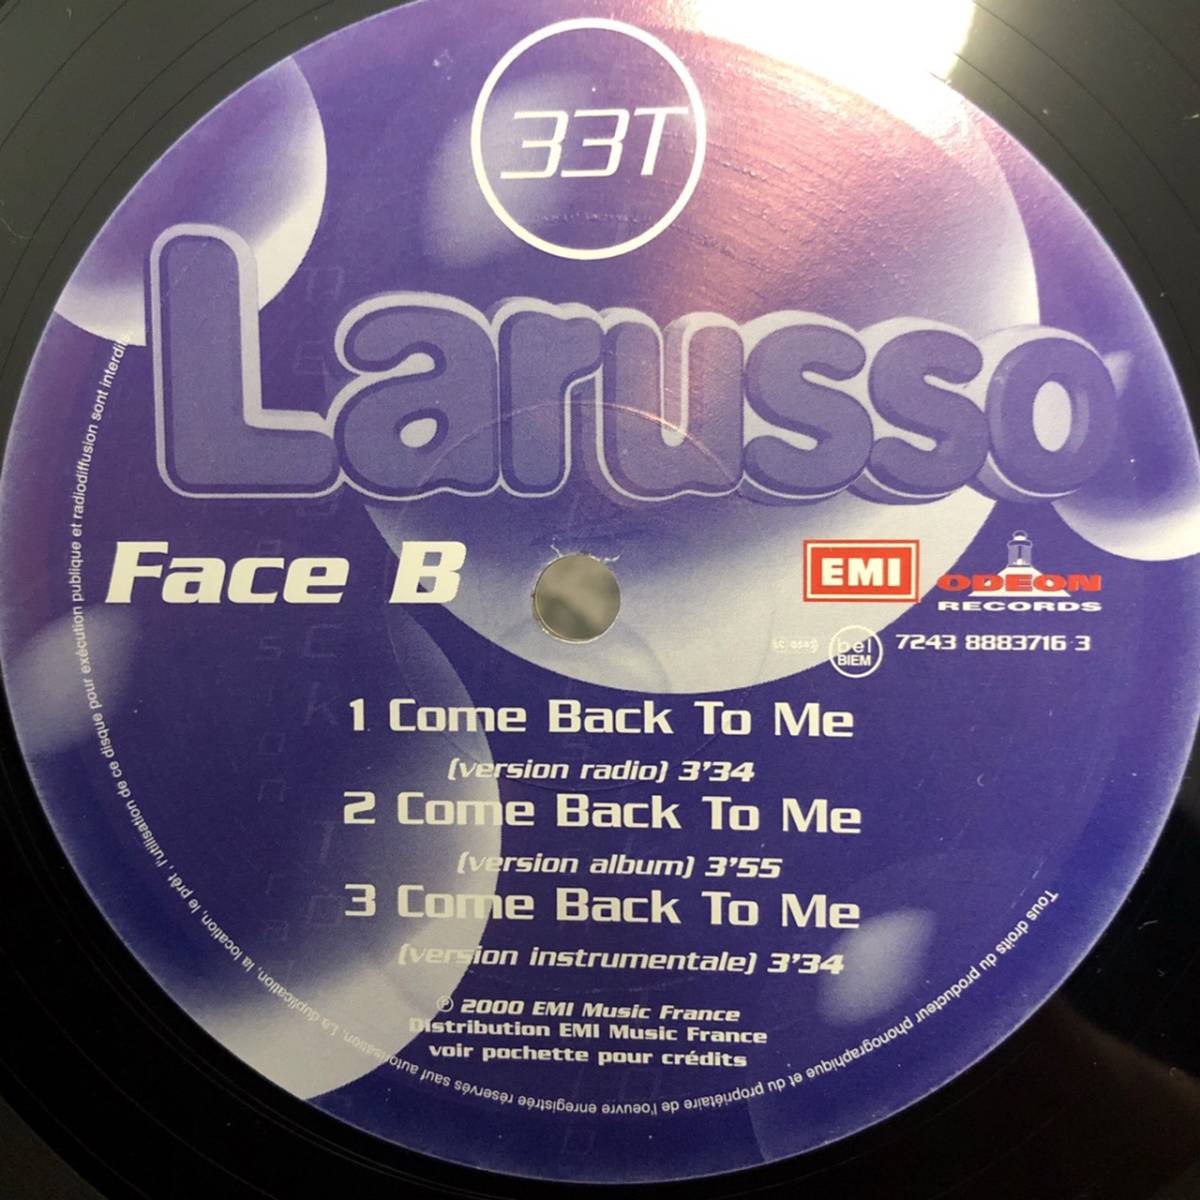 33T
Larusso
Face B
EMI
ODEON
RECORDS
bel
BIEM
7243 8883716 3
1 Come Back To Me
(version radio) 3'34
2 Come Back To Me
(version album) 3'55
3 Come Back To Me
(version instrumentale) 3'34
℗ 2000 EMI Music France
Distribution EMI Music France
voir pochette pour crédits
Tous droits du producteur phonographique et du propriétaire de l'oeuvre enregistrée réservés sauf autorisation. La duplication, la location, le prêt, l'utilisation de ce disque pour exécution publique et radiodiffusion sont interdits.